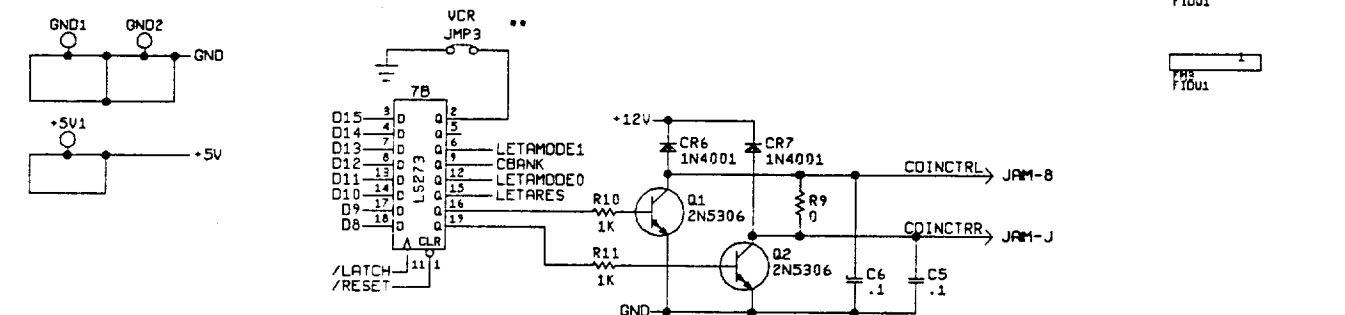 GND1 GND2
GND
+5V1
+5V
VCR **
JMP3
7B
LS273
D15 3 D Q 2
D14 4 D Q 5
D13 7 D Q 6 LETAMODE1
D12 8 D Q 9 CBANK
D11 13 D Q 12 LETAMODE0
D10 14 D Q 15 LETARES
D9 17 D Q 16
D8 18 D Q 19
CLR
/LATCH 11 1
/RESET
R10
1K
R11
1K
+12V
CR6
1N4001
CR7
1N4001
Q1
2N5306
Q2
2N5306
R9
0
COINCTRL JAM-8
COINCTRR JAM-J
C6
.1
C5
.1
GND
FIDU1
1
FIDU1